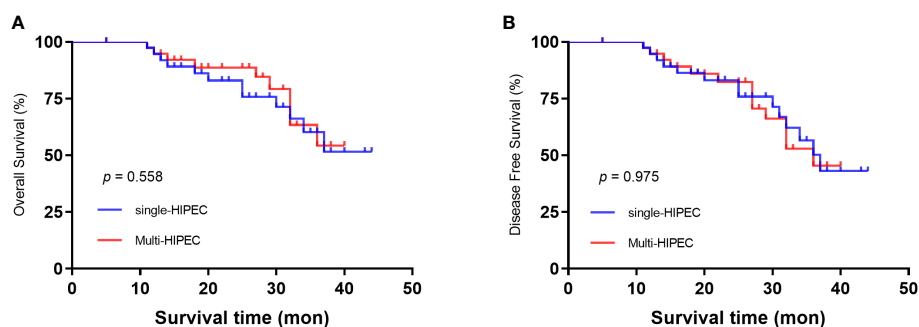 A
100
75
50
25
0
Overall Survival (%)
p = 0.558
single-HIPEC
Multi-HIPEC
0 10 20 30 40 50
Survival time (mon)
B
100
75
50
25
0
Disease Free Survival (%)
p = 0.975
single-HIPEC
Multi-HIPEC
0 10 20 30 40 50
Survival time (mon)